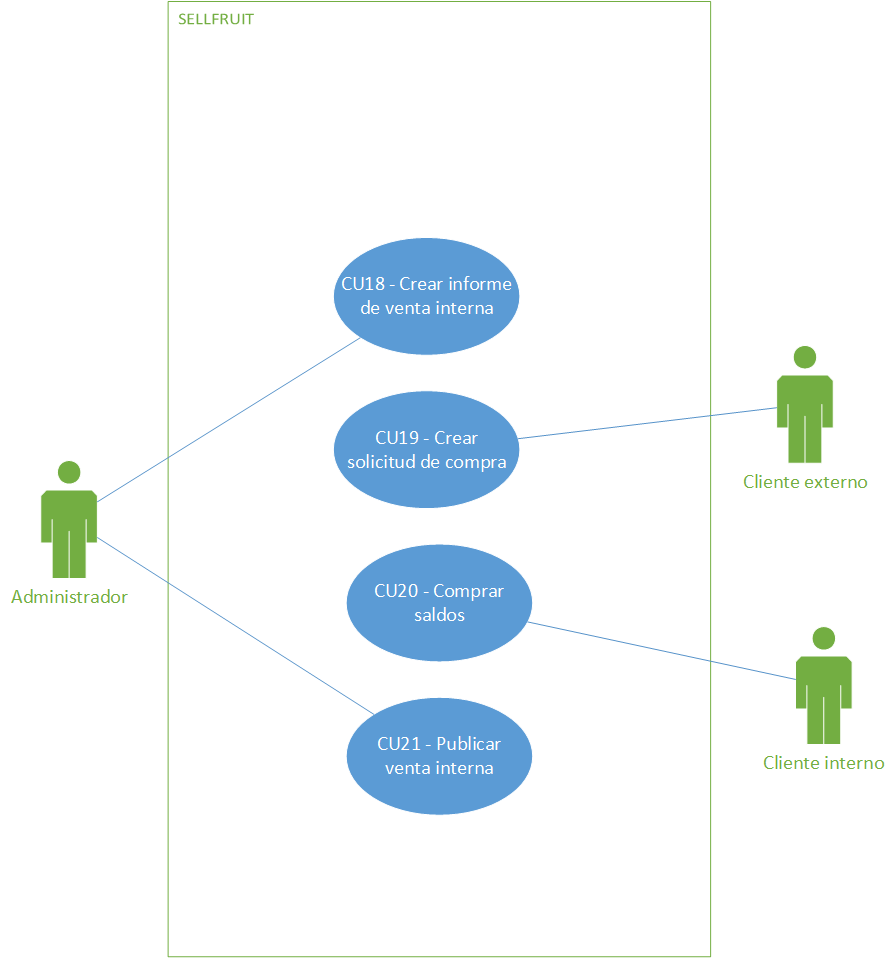 SELLFRUIT
CU18 - Crear informe
de venta interna
CU19 - Crear
solicitud de compra
Cliente externo
Administrador
CU20 - Comprar
saldos
CU21 - Publicar
venta interna
Cliente interno